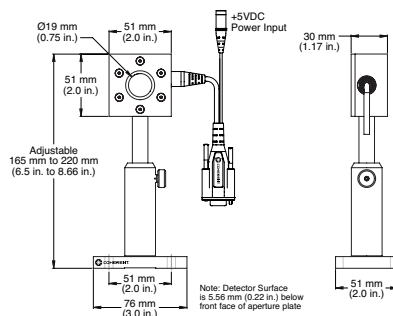 Ø19 mm
(0.75 in.)
51 mm
(2.0 in.)
+5VDC
Power Input
30 mm
(1.17 in.)
51 mm
(2.0 in.)
Adjustable
165 mm to 220 mm
(6.5 in. to 8.66 in.)
COHERENT
COHERENT
51 mm
(2.0 in.)
76 mm
(3.0 in.)
Note: Detector Surface
is 5.56 mm (0.22 in.) below
front face of aperture plate
51 mm
(2.0 in.)